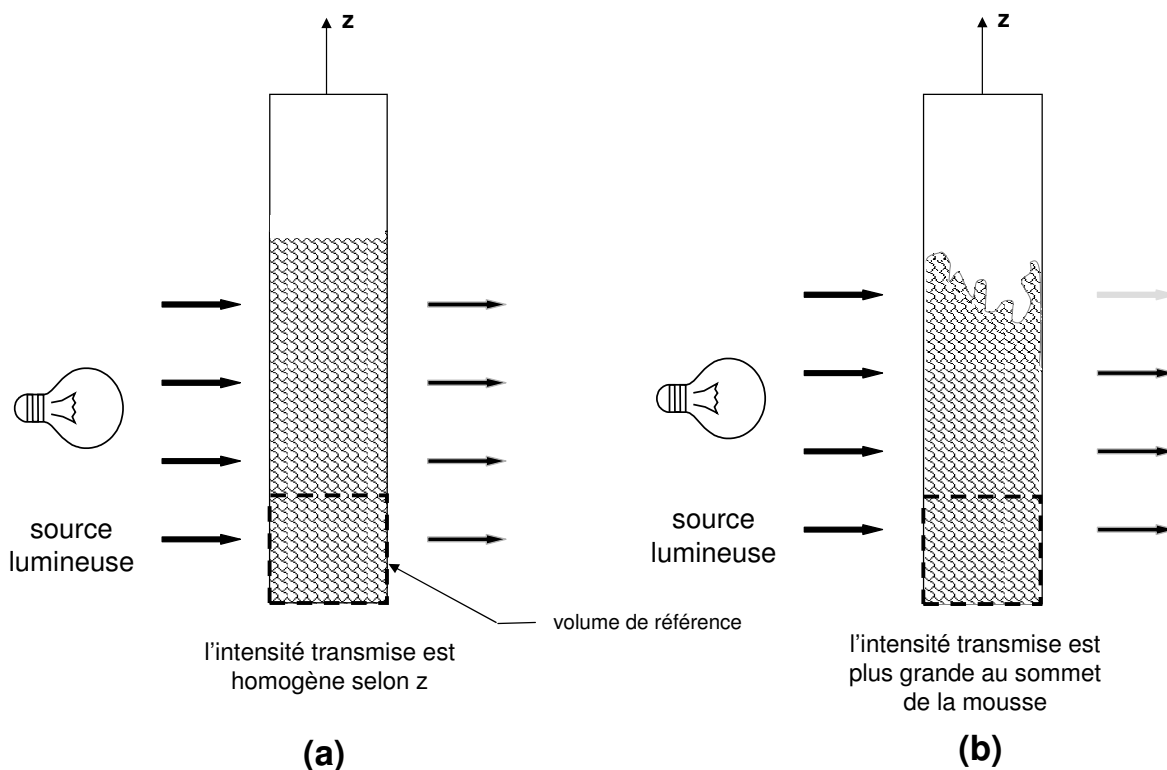 z
z
source
lumineuse
source
lumineuse
volume de référence
l'intensité transmise est
homogène selon z
l'intensité transmise est
plus grande au sommet
de la mousse
(a)
(b)